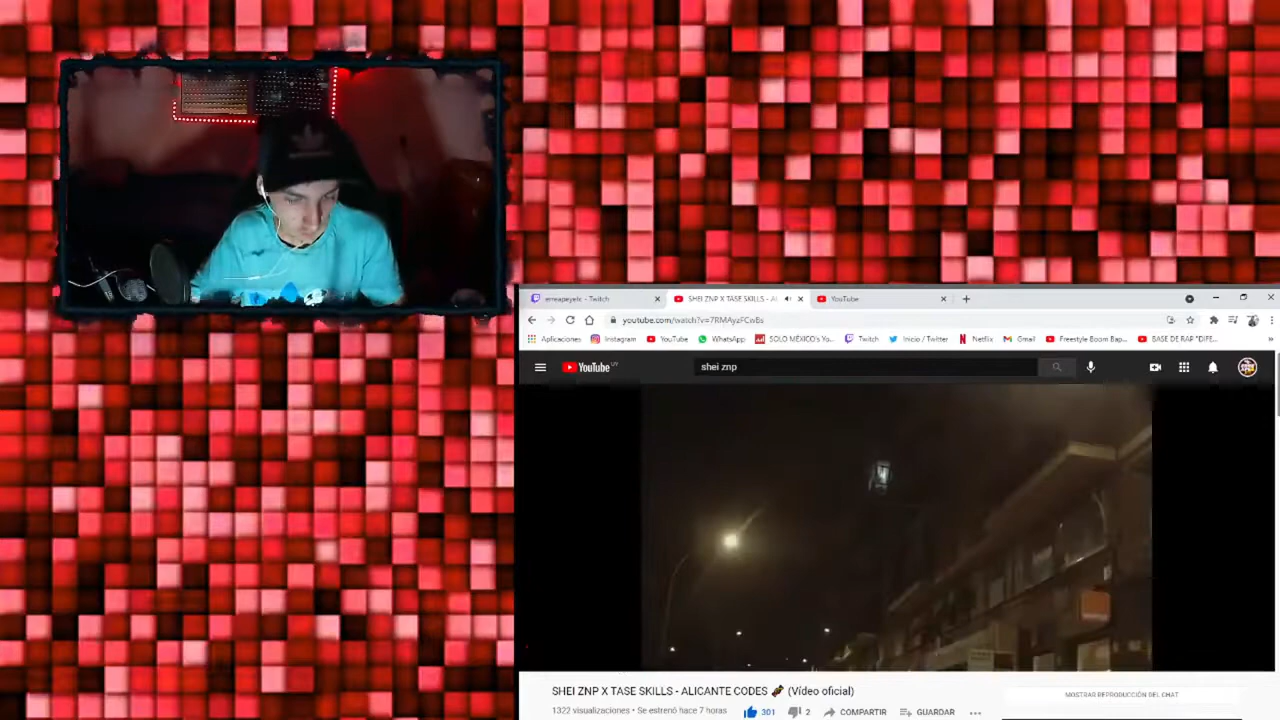 erreapeyele - Twitch
SHEI ZNP X TASE SKILLS - AL
YouTube
youtube.com/watch?v=7RMAyzFCwBs
Aplicaciones
Instagram
YouTube
WhatsApp
SOLO MÉXICO's Yo...
Twitch
Inicio / Twitter
Netflix
Gmail
Freestyle Boom Bap...
BASE DE RAP "DIFE...
»
YouTube UY
shei znp
SHEI ZNP X TASE SKILLS - ALICANTE CODES 🧨 (Vídeo oficial)
1322 visualizaciones • Se estrenó hace 7 horas
301
2
COMPARTIR
GUARDAR
MOSTRAR REPRODUCCIÓN DEL CHAT